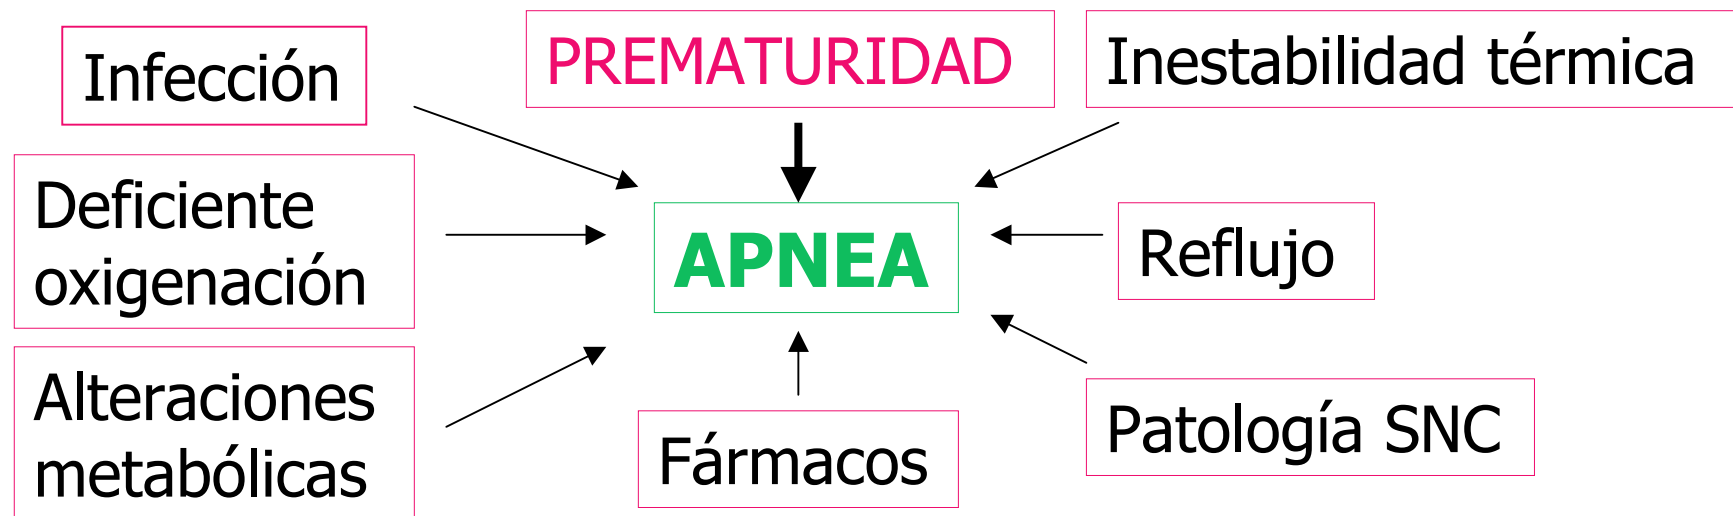 Infección
PREMATURIDAD
Inestabilidad térmica
Deficiente
oxigenación
APNEA
Reflujo
Alteraciones
metabólicas
Fármacos
Patología SNC